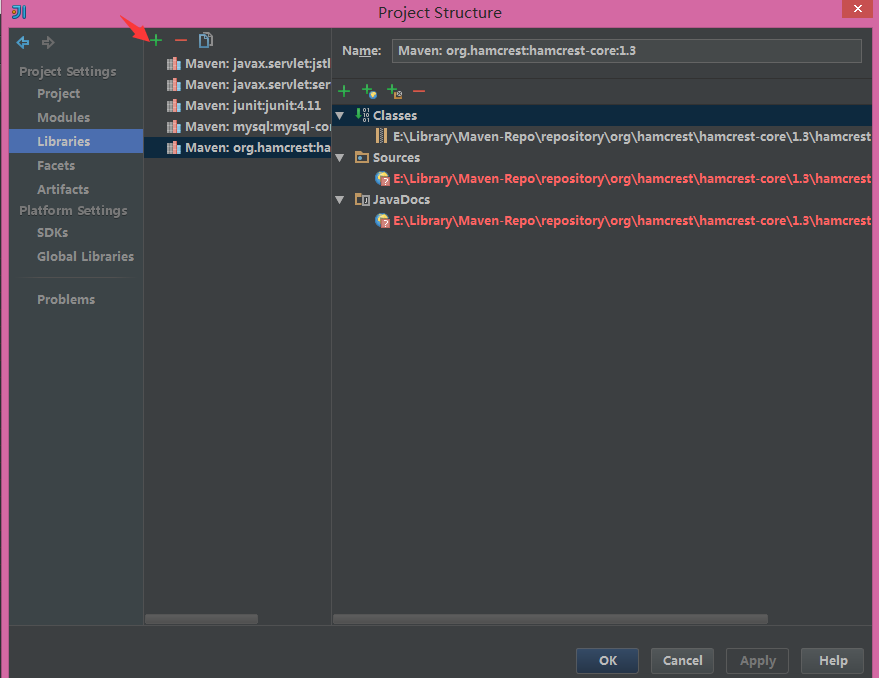 Project Structure
Project Settings
Project
Modules
Libraries
Facets
Artifacts
Platform Settings
SDKs
Global Libraries
Problems
Maven: javax.servlet:jstl
Maven: javax.servlet:ser
Maven: junit:junit:4.11
Maven: mysql:mysql-co
Maven: org.hamcrest:ha
Name: Maven: org.hamcrest:hamcrest-core:1.3
Classes
E:\Library\Maven-Repo\repository\org\hamcrest\hamcrest-core\1.3\hamcrest
Sources
E:\Library\Maven-Repo\repository\org\hamcrest\hamcrest-core\1.3\hamcrest
JavaDocs
E:\Library\Maven-Repo\repository\org\hamcrest\hamcrest-core\1.3\hamcrest
OK Cancel Apply Help